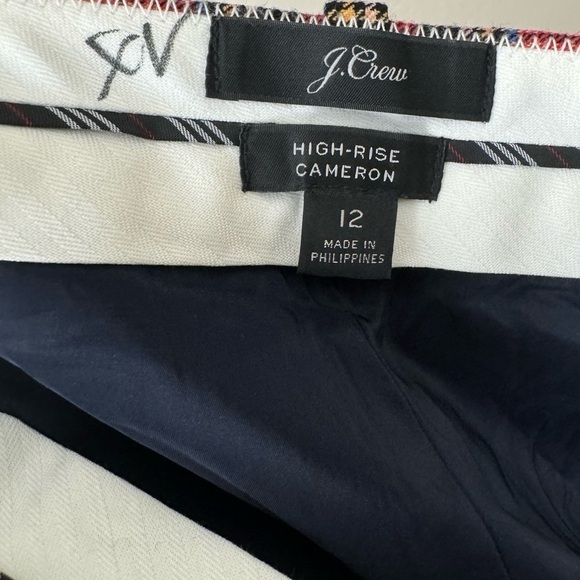 J.Crew
HIGH-RISE
CAMERON
12
MADE IN
PHILIPPINES